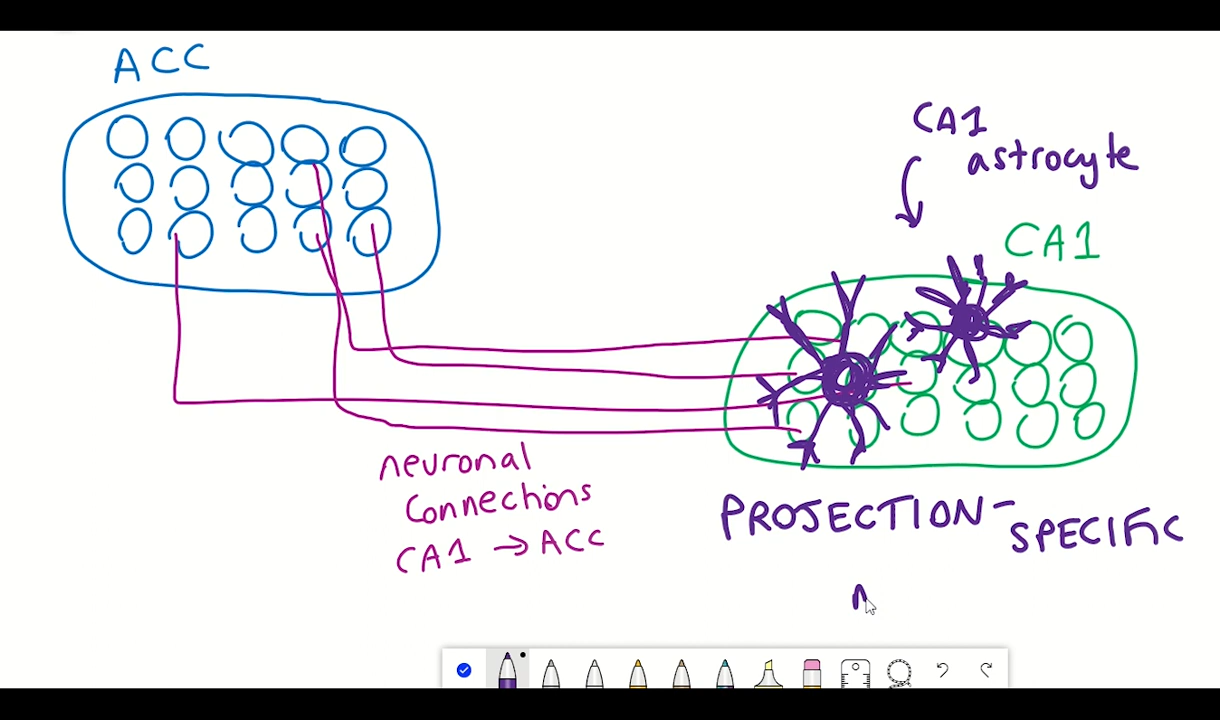 ACC
CA1
astrocyte
CA1
neuronal
connections
CA1 → ACC
PROJECTION-
SPECIFIC